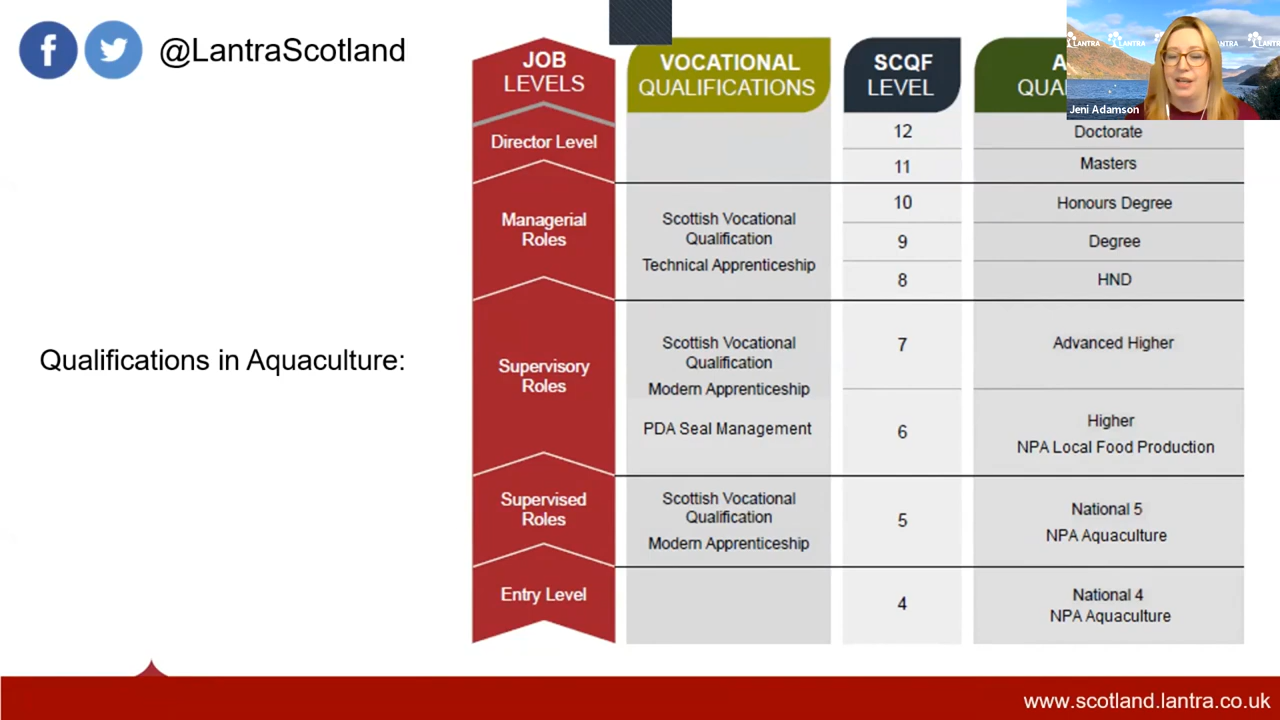 @LantraScotland
Qualifications in Aquaculture:
JOB
LEVELS
VOCATIONAL
QUALIFICATIONS
SCQF
LEVEL
Director Level
12
Doctorate
11
Masters
Managerial
Roles
Scottish Vocational
Qualification
Technical Apprenticeship
10
Honours Degree
9
Degree
8
HND
Supervisory
Roles
Scottish Vocational
Qualification
Modern Apprenticeship
PDA Seal Management
7
Advanced Higher
6
Higher
NPA Local Food Production
Supervised
Roles
Scottish Vocational
Qualification
Modern Apprenticeship
5
National 5
NPA Aquaculture
Entry Level
4
National 4
NPA Aquaculture
LANTRA
LANTRA
LANTRA
Jeni Adamson
www.scotland.lantra.co.uk